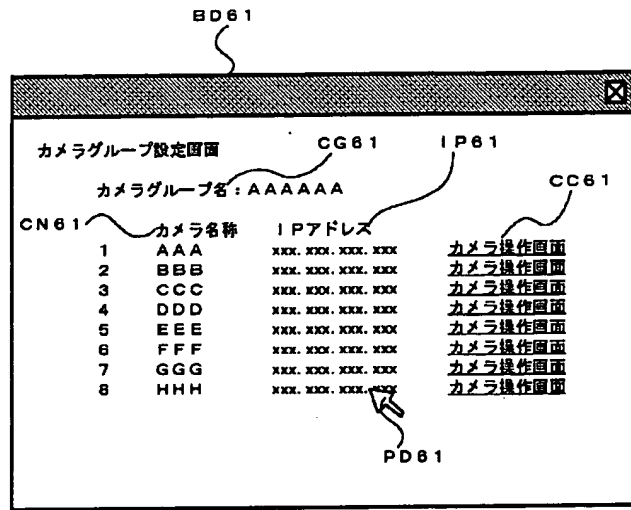 BD61
カメラグループ設定画面
CG61
IP61
カメラグループ名:AAAAAA
CC61
CN61
カメラ名称 IPアドレス
1 AAA xxx.xxx.xxx.xxx カメラ操作画面
2 BBB xxx.xxx.xxx.xxx カメラ操作画面
3 CCC xxx.xxx.xxx.xxx カメラ操作画面
4 DDD xxx.xxx.xxx.xxx カメラ操作画面
5 EEE xxx.xxx.xxx.xxx カメラ操作画面
6 FFF xxx.xxx.xxx.xxx カメラ操作画面
7 GGG xxx.xxx.xxx.xxx カメラ操作画面
8 HHH xxx.xxx.xxx.xxx カメラ操作画面
PD61